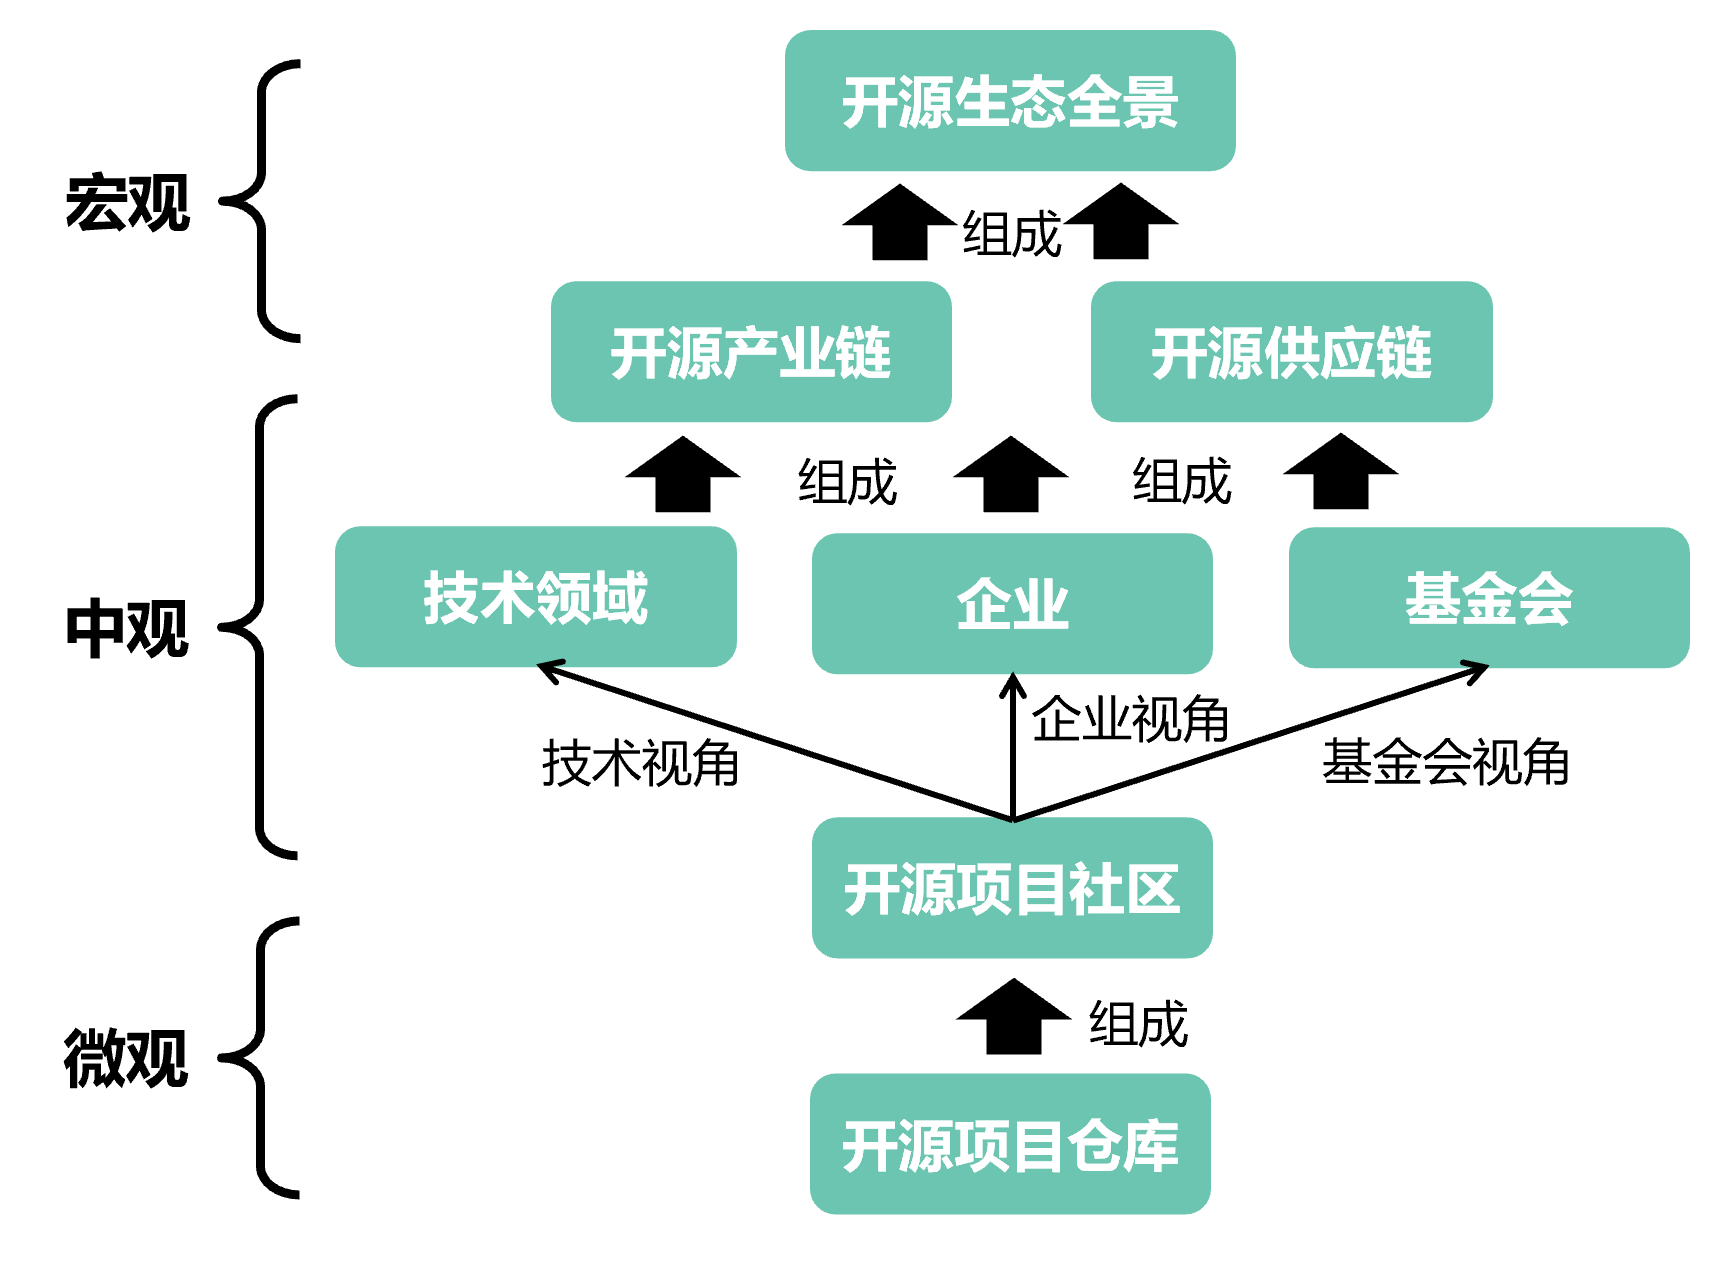 开源生态全景
宏观
组成
开源产业链
开源供应链
组成
组成
技术领域
企业
基金会
中观
企业视角
技术视角
基金会视角
开源项目社区
组成
微观
开源项目仓库